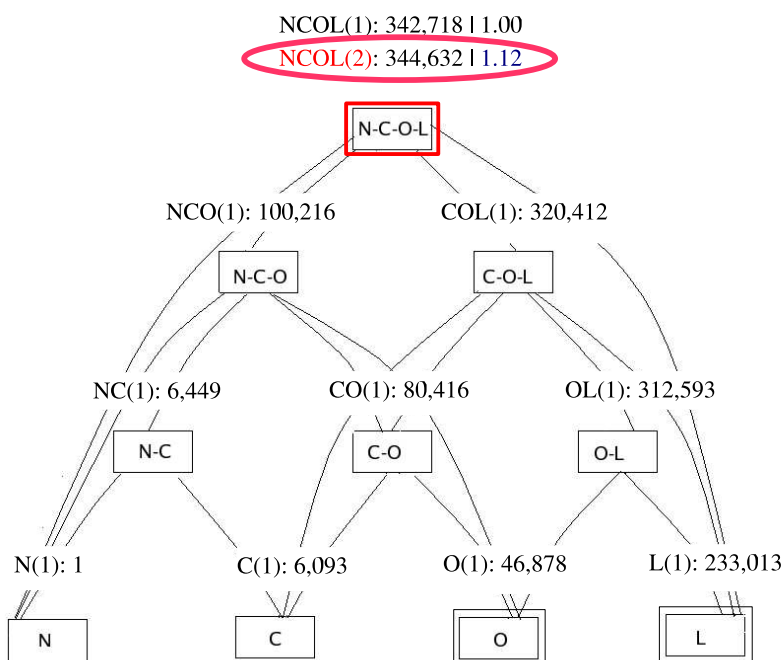 NCOL(1): 342,718 | 1.00
NCOL(2): 344,632 | 1.12
N-C-O-L
NCO(1): 100,216 COL(1): 320,412
N-C-O C-O-L
NC(1): 6,449 CO(1): 80,416 OL(1): 312,593
N-C C-O O-L
N(1): 1 C(1): 6,093 O(1): 46,878 L(1): 233,013
N C O L